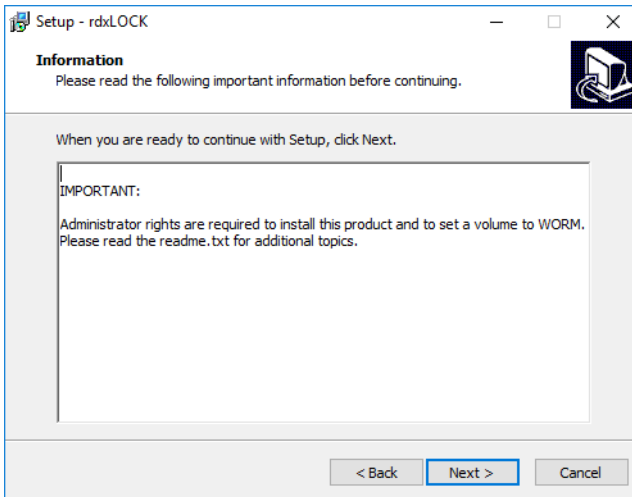 Setup - rdxLOCK
Information
Please read the following important information before continuing.
When you are ready to continue with Setup, click Next.
IMPORTANT:
Administrator rights are required to install this product and to set a volume to WORM.
Please read the readme.txt for additional topics.
< Back
Next >
Cancel